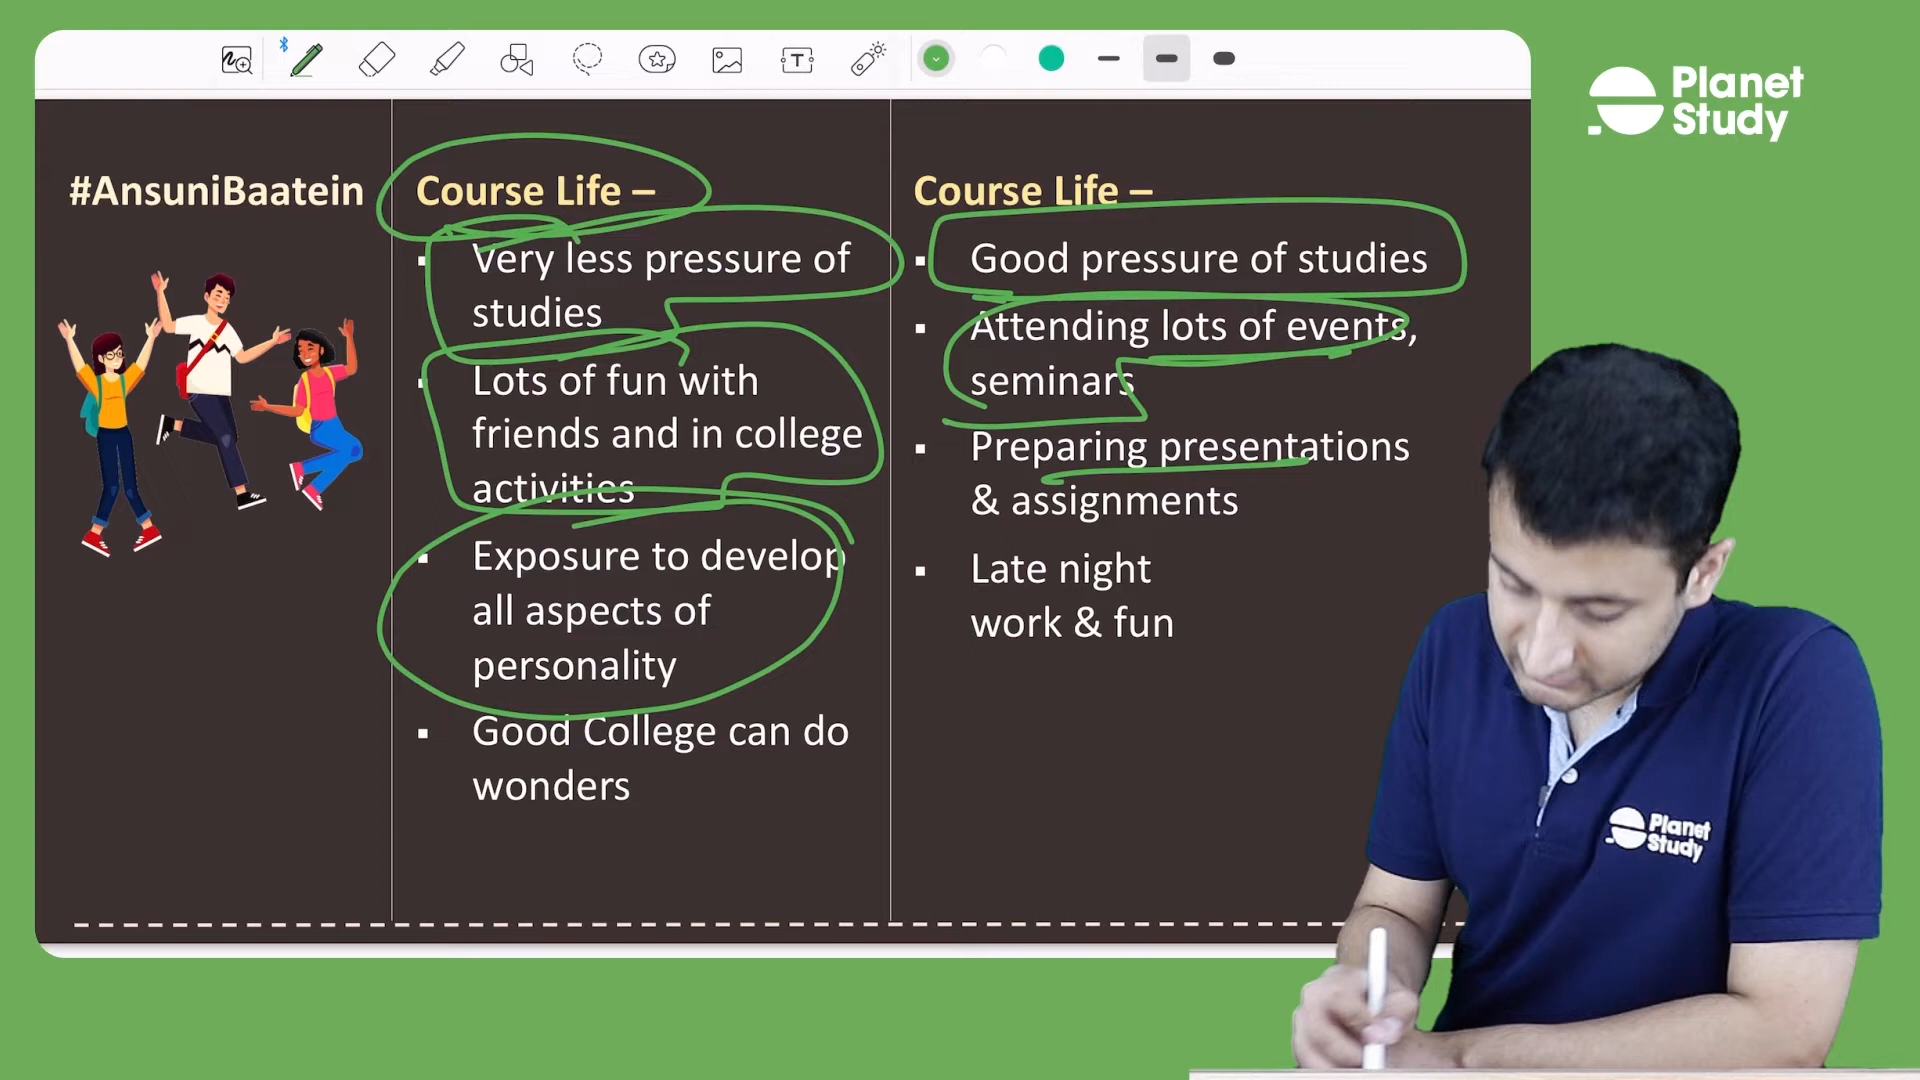 Planet
Study
#AnsuniBaatein
Course Life –
▪ Very less pressure of
studies
▪ Lots of fun with
friends and in college
activities
▪ Exposure to develop
all aspects of
personality
▪ Good College can do
wonders
Course Life –
▪ Good pressure of studies
▪ Attending lots of events,
seminars
▪ Preparing presentations
& assignments
▪ Late night
work & fun
Planet
Study